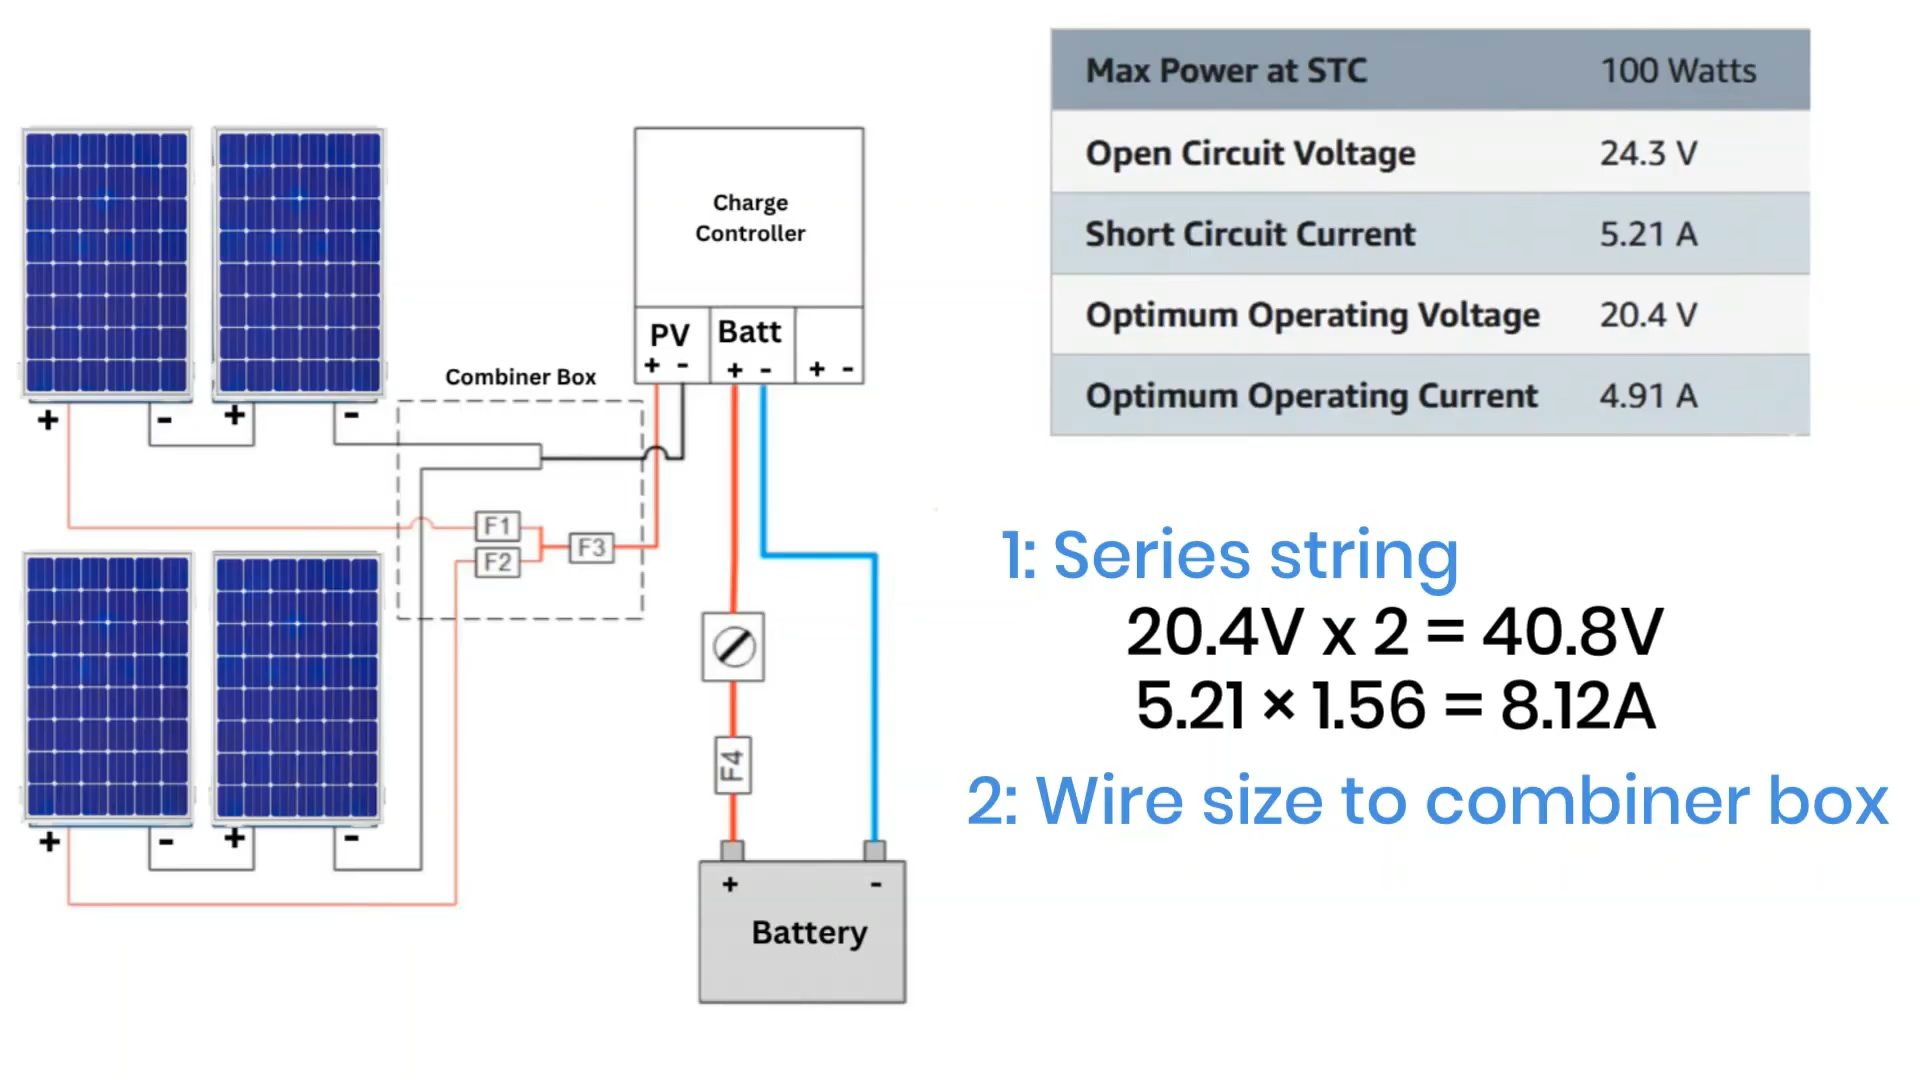 Max Power at STC 100 Watts
Open Circuit Voltage 24.3 V
Short Circuit Current 5.21 A
Optimum Operating Voltage 20.4 V
Optimum Operating Current 4.91 A
Charge
Controller
PV Batt
+ - + - + -
Combiner Box
+ - + -
F1
F2
F3
1: Series string
20.4V x 2 = 40.8V
5.21 × 1.56 = 8.12A
2: Wire size to combiner box
F4
+ - + -
+ -
Battery